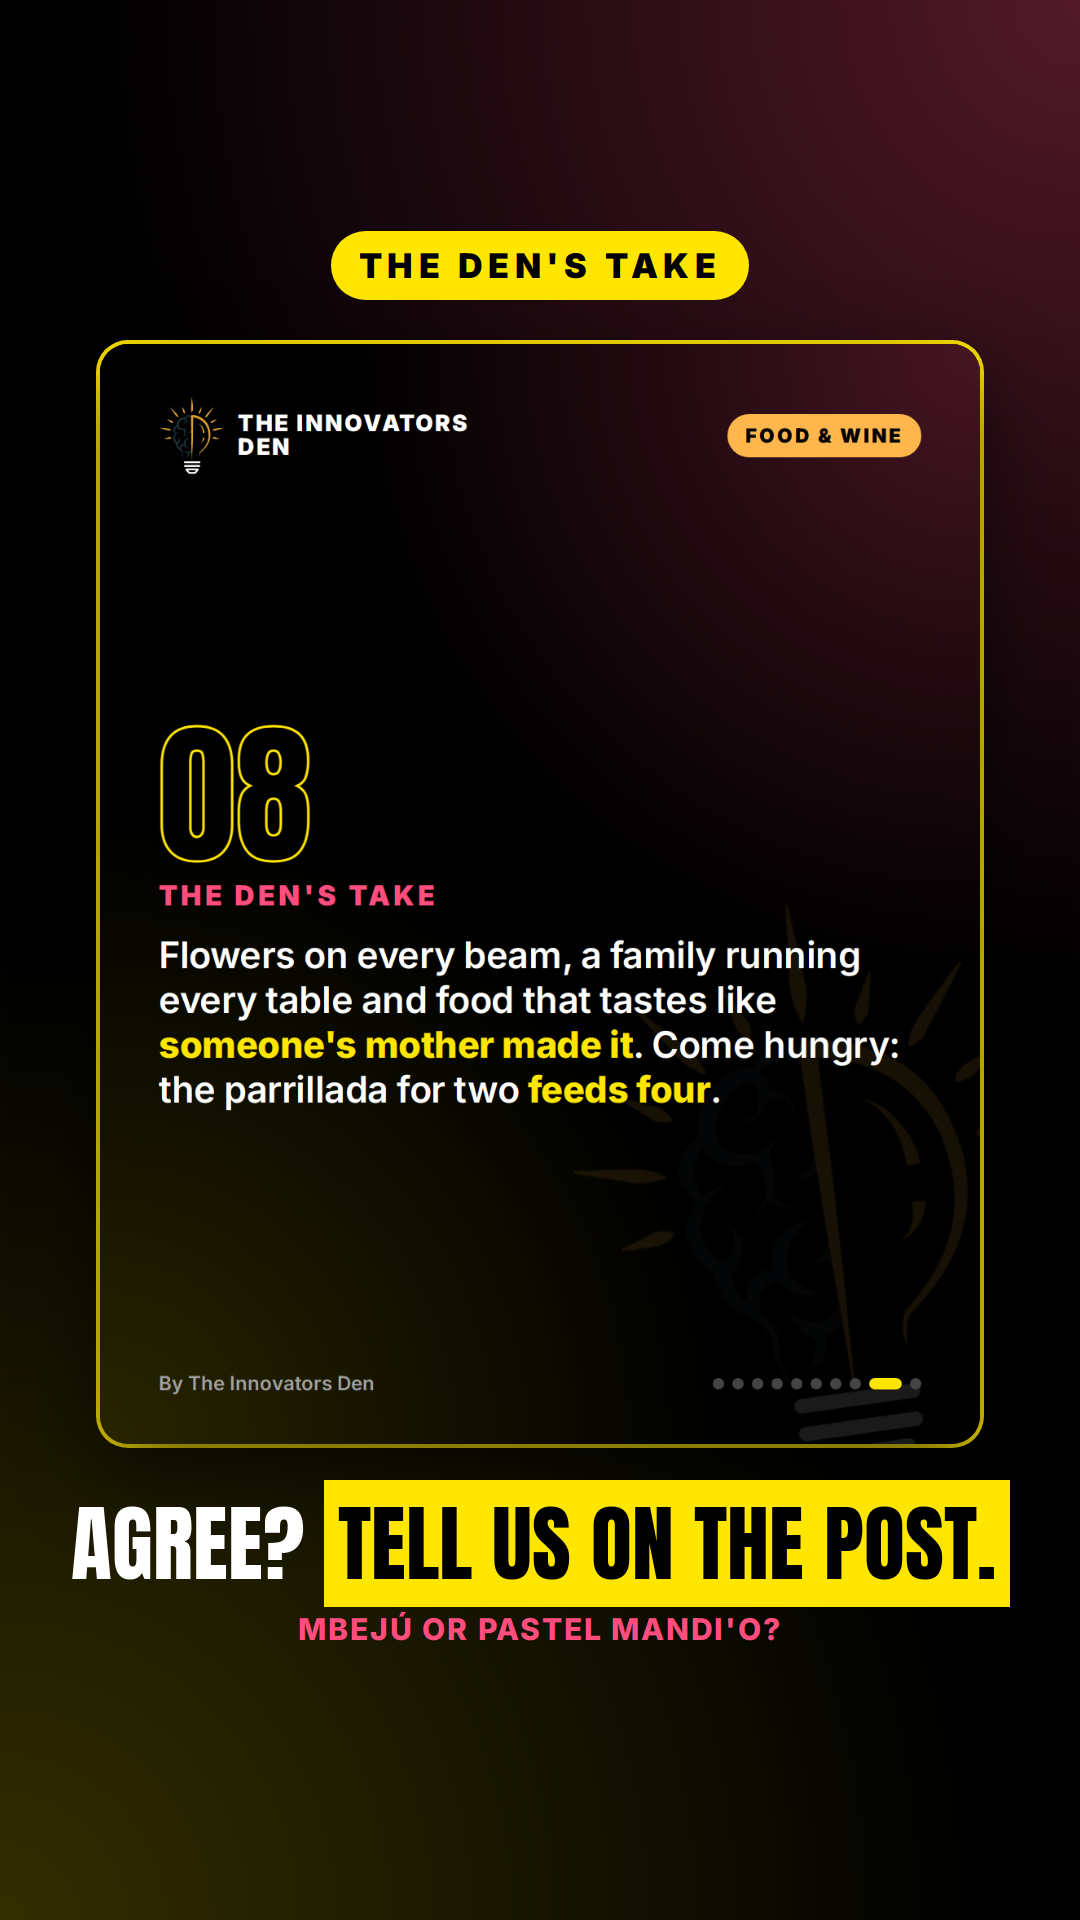 THE DEN'S TAKE
THE INNOVATORS
DEN
FOOD & WINE
08
THE DEN'S TAKE
Flowers on every beam, a family running
every table and food that tastes like
someone's mother made it. Come hungry:
the parrillada for two feeds four.
By The Innovators Den
AGREE? TELL US ON THE POST.
MBEJÚ OR PASTEL MANDI'O?